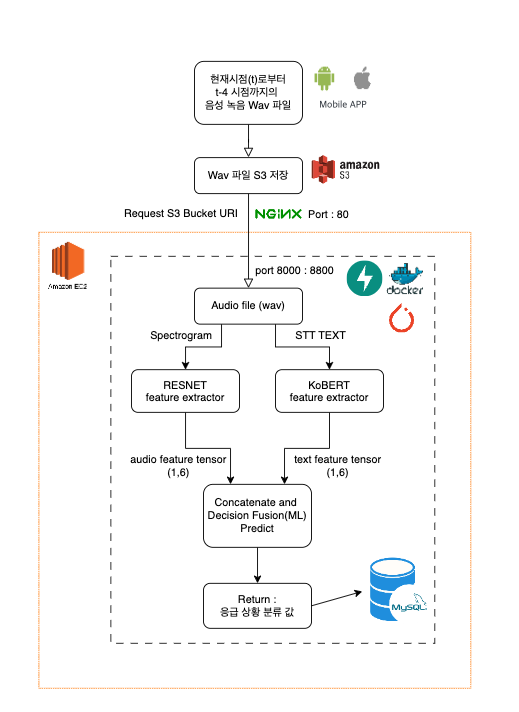 현재시점(t)로부터
t-4 시점까지의
음성 녹음 Wav 파일
Mobile APP
Wav 파일 S3 저장
amazon
S3
Request S3 Bucket URI
NGINX
Port : 80
Amazon EC2
port 8000 : 8800
docker
Audio file (wav)
Spectrogram
STT TEXT
RESNET
feature extractor
KoBERT
feature extractor
audio feature tensor
(1,6)
text feature tensor
(1,6)
Concatenate and
Decision Fusion(ML)
Predict
Return :
응급 상황 분류 값
MySQL